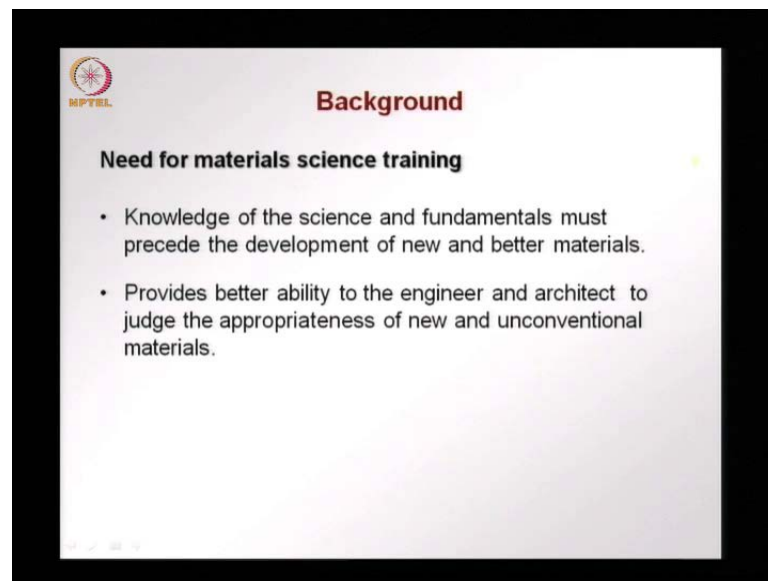 NPTEL
Background
Need for materials science training
• Knowledge of the science and fundamentals must
precede the development of new and better materials.
• Provides better ability to the engineer and architect to
judge the appropriateness of new and unconventional
materials.